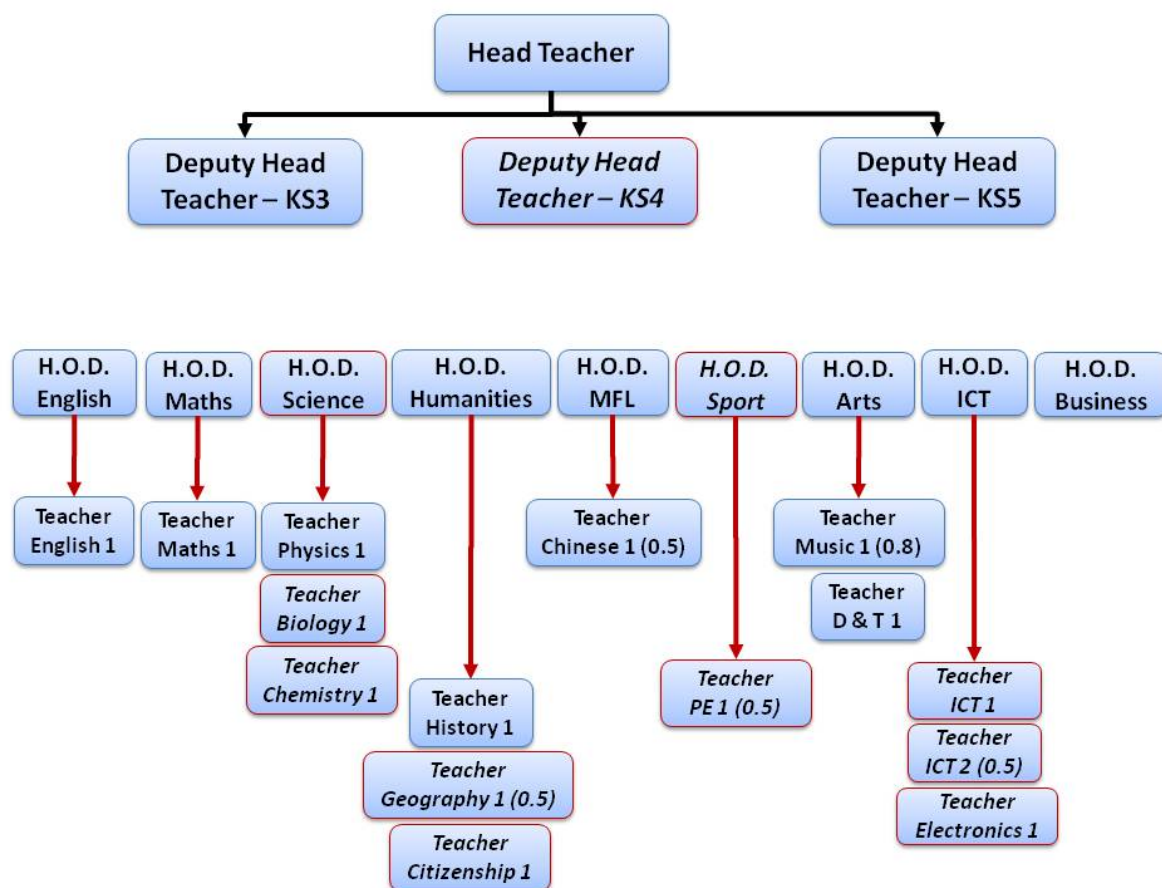 Head Teacher
Deputy Head
Teacher – KS3
Deputy Head
Teacher – KS4
Deputy Head
Teacher – KS5
H.O.D.
English
H.O.D.
Maths
H.O.D.
Science
H.O.D.
Humanities
H.O.D.
MFL
H.O.D.
Sport
H.O.D.
Arts
H.O.D.
ICT
H.O.D.
Business
Teacher
English 1
Teacher
Maths 1
Teacher
Physics 1
Teacher
Biology 1
Teacher
Chemistry 1
Teacher
History 1
Teacher
Geography 1 (0.5)
Teacher
Citizenship 1
Teacher
Chinese 1 (0.5)
Teacher
PE 1 (0.5)
Teacher
Music 1 (0.8)
Teacher
D & T 1
Teacher
ICT 1
Teacher
ICT 2 (0.5)
Teacher
Electronics 1